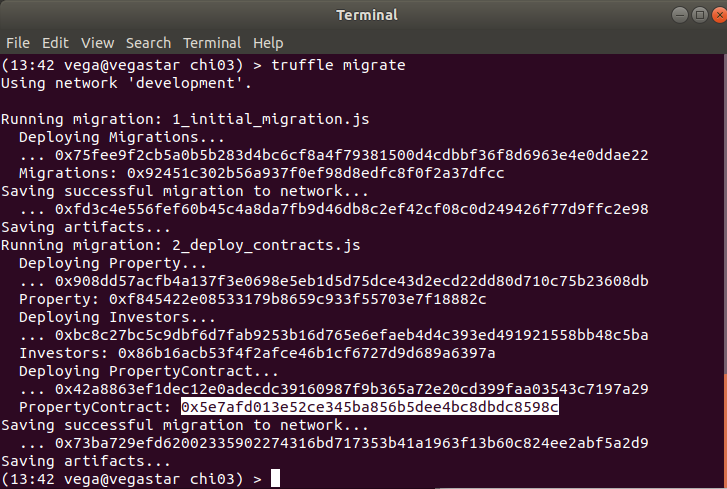 Terminal
File Edit View Search Terminal Help
(13:42 vega@vegastar chi03) > truffle migrate
Using network 'development'.
Running migration: 1_initial_migration.js
Deploying Migrations...
... 0x75fee9f2cb5a0b5b283d4bc6cf8a4f79381500d4cdbbf36f8d6963e4e0ddae22
Migrations: 0x92451c302b56a937f0ef98d8edfc8f0f2a37dfcc
Saving successful migration to network...
... 0xfd3c4e556fef60b45c4a8da7fb9d46db8c2ef42cf08c0d249426f77d9ffc2e98
Saving artifacts...
Running migration: 2_deploy_contracts.js
Deploying Property...
... 0x908dd57acfb4a137f3e0698e5eb1d5d75dce43d2ecd22dd80d710c75b23608db
Property: 0xf845422e08533179b8659c933f55703e7f18882c
Deploying Investors...
... 0xbc8c27bc5c9dbf6d7fab9253b16d765e6efaeb4d4c393ed491921558bb48c5ba
Investors: 0x86b16acb53f4f2afce46b1cf6727d9d689a6397a
Deploying PropertyContract...
... 0x42a8863ef1dec12e0adecdc39160987f9b365a72e20cd399faa03543c7197a29
PropertyContract: 0x5e7afd013e52ce345ba856b5dee4bc8dbdc8598c
Saving successful migration to network...
... 0x73ba729efd62002335902274316bd717353b41a1963f13b60c824ee2abf5a2d9
Saving artifacts...
(13:42 vega@vegastar chi03) >